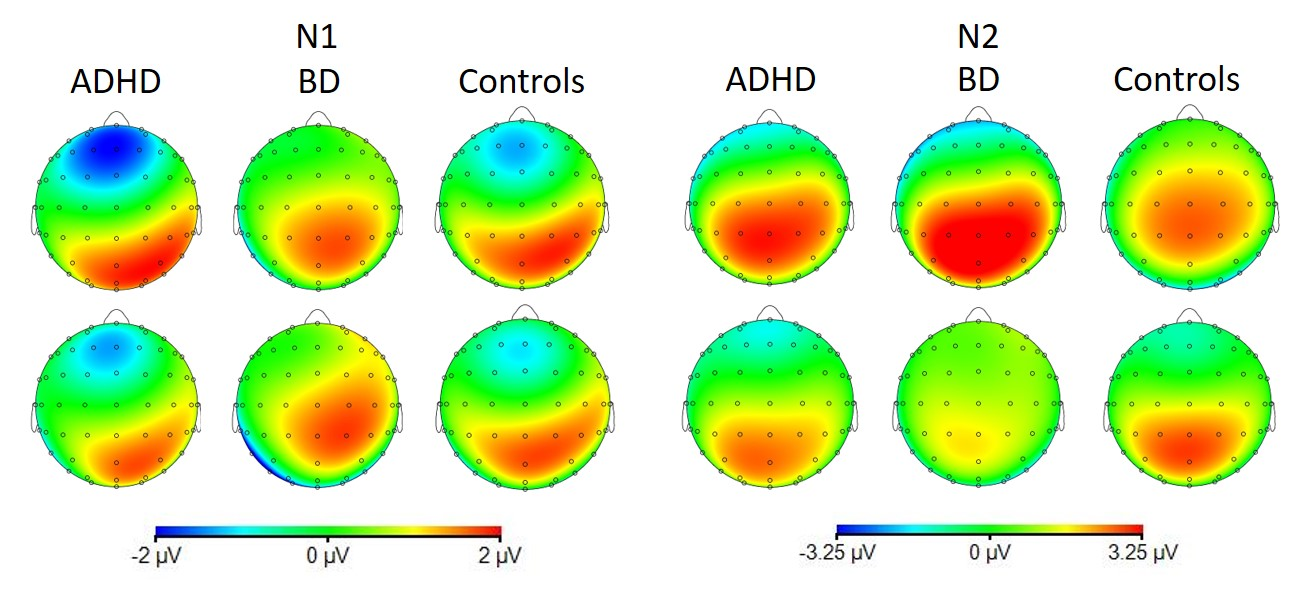 N1
ADHD BD Controls
N2
ADHD BD Controls
-2 µV 0 µV 2 µV
-3.25 µV 0 µV 3.25 µV